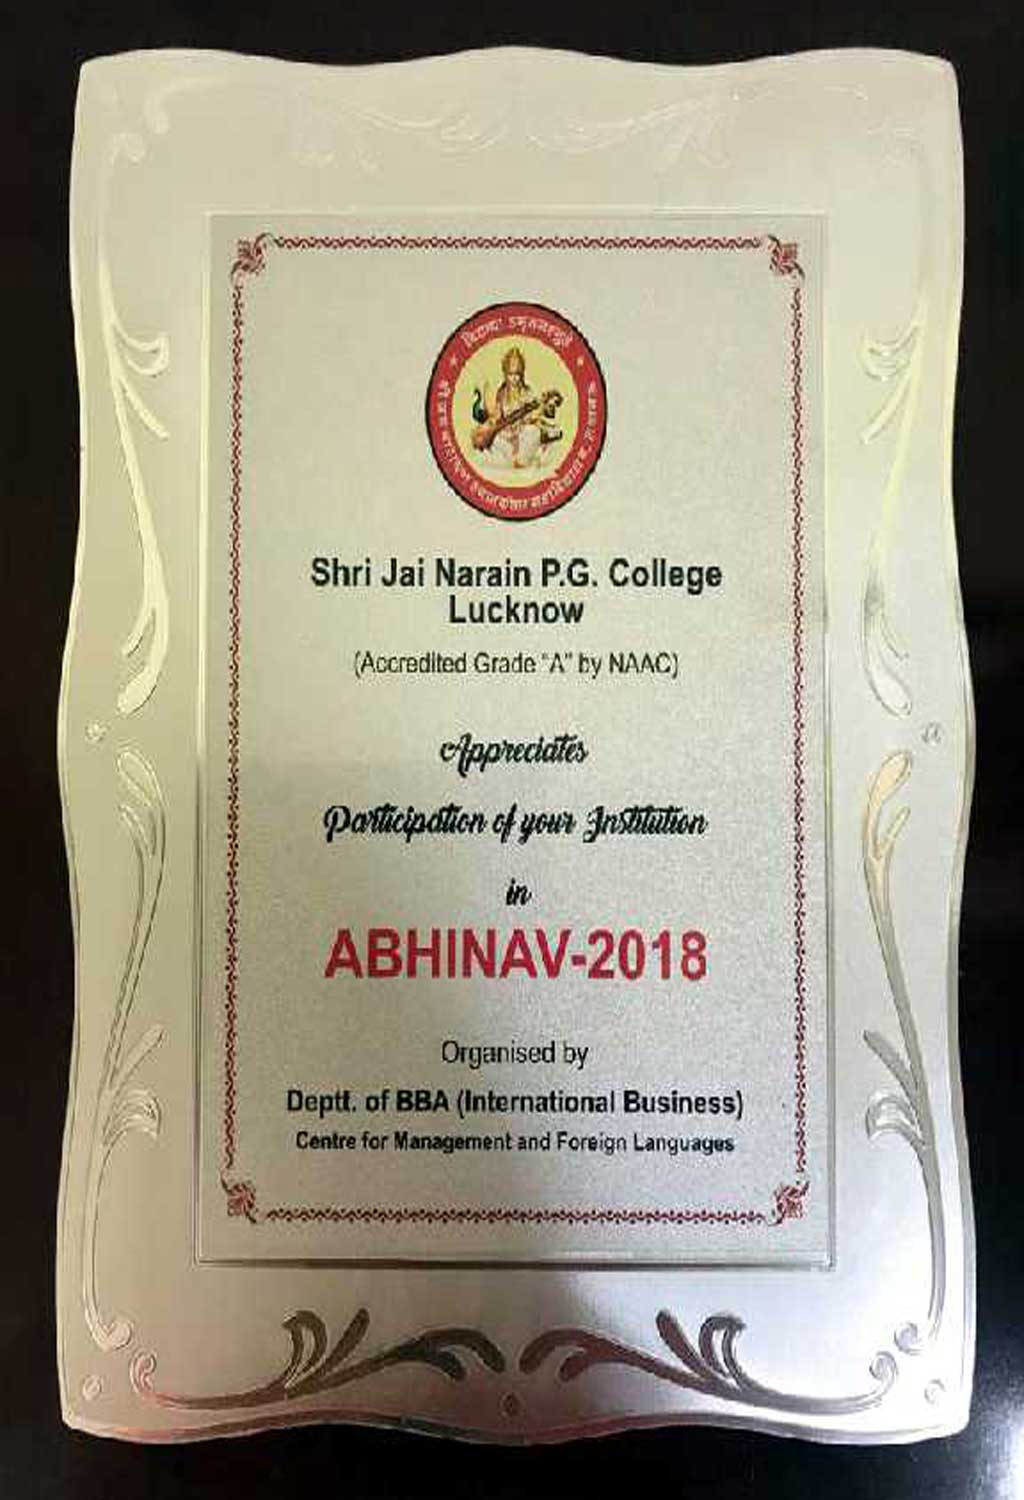 Shri Jai Narain P.G. College
Lucknow
(Accredited Grade "A" by NAAC)
Appreciates
Participation of your Institution
in
ABHINAV-2018
Organised by
Deptt. of BBA (International Business)
Centre for Management and Foreign Languages